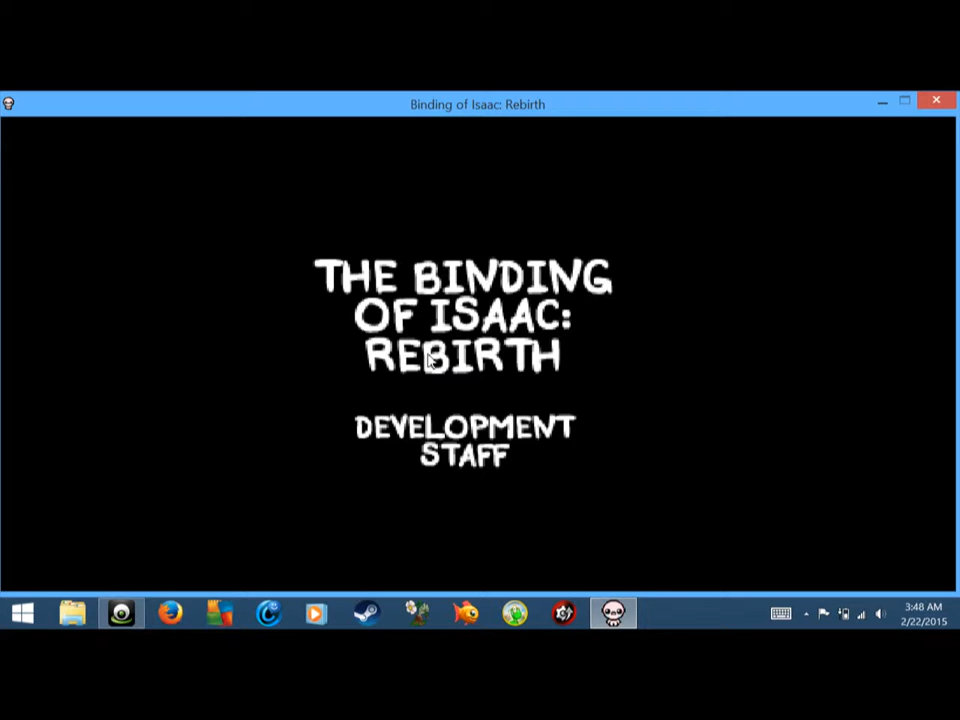 Binding of Isaac: Rebirth
THE BINDING
OF ISAAC:
REBIRTH
DEVELOPMENT
STAFF
3:48 AM
2/22/2015